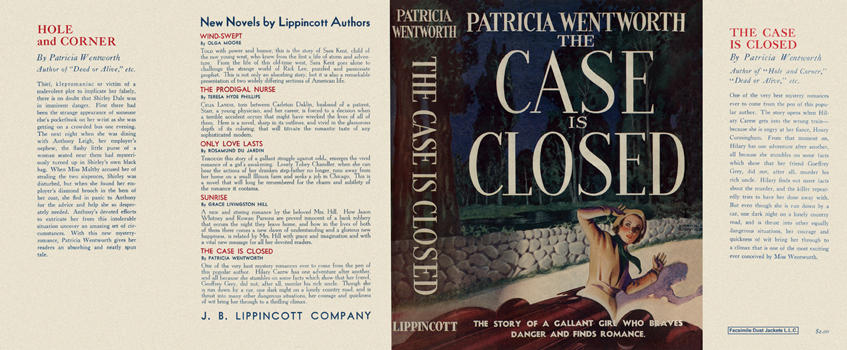 HOLE
and CORNER
By Patricia Wentworth
Author of "Dead or Alive," etc.
Thief, kleptomaniac or victim of a
malevolent plot to implicate her falsely,
there is no doubt that Shirley Dale was
in imminent danger. First there had
been the strange appearance of someone
else's pocketbook on her wrist as she was
getting on a crowded bus one evening.
The next night when she was dining
with Anthony Leigh, her employer's
nephew, the flashy little purse of a
woman seated near them had mysteri-
ously turned up in Shirley's own black
bag. When Miss Maltby accused her of
stealing the two sixpences, Shirley was
disturbed, but when she found her em-
ployer's diamond brooch in the hem of
her coat, she fled in panic to Anthony
for the advice and help she so desper-
ately needed. Anthony's devoted efforts
to extricate her from this incredible
situation uncover an amazing set of cir-
cumstances. With this new mystery-
romance, Patricia Wentworth gives her
readers an absorbing and neatly spun
tale.
New Novels by Lippincott Authors
WIND-SWEPT
By OLGA MOORE
TOLD with power and humor, this is the story of Sara Kent, child of
the raw young west, who knew from the first a life of storm and adven-
ture. From the life of this old-time west, Sara Kent goes alone to
challenge the strange world of Rick Lee, puzzled and passionate
prophet. This is not only an absorbing story, but it is also a remarkable
presentation of two widely differing sections of American life.
THE PRODIGAL NURSE
By TERESA HYDE PHILLIPS
CELIA LANDIS, torn between Carleton Daklin, husband of a patient,
Starr, a young physician, and her career, is forced to a decision when
a terrible accident occurs that might have wrecked the lives of all of
them. Here is a novel, sharp in its outlines, and vivid in the glamorous
depth of its coloring that will titivate the romantic taste of any
sophisticated modern.
ONLY LOVE LASTS
By ROSAMUND DU JARDIN
THROUGH this story of a gallant struggle against odds, emerges the vivid
romance of a girl's awakening. Lovely Tolsey Chandler, when she can
bear the actions of her drunken step-father no longer, runs away from
her home on a small Illinois farm and seeks a job in Chicago. This is
a novel that will long be remembered for the charm and subtlety of
the romance it contains.
SUNRISE
By GRACE LIVINGSTON HILL
A new and strong romance by the beloved Mrs. Hill. How Jason
Whitney and Rowan Parsons are proved innocent of a bank robbery
that occurs the night they leave home, and how in the lives of both
of them there comes a new dawn of understanding and a glorious new
happiness, is related by Mrs. Hill with grace and imagination and with
a vital new message for all her devoted readers.
THE CASE IS CLOSED
By PATRICIA WENTWORTH
One of the very best mystery romances ever to come from the pen of
this popular author. Hilary Carew has one adventure after another,
and all because she stumbles on some facts which show that her friend,
Geoffrey Grey, did not, after all, murder his rich uncle. Though she
is run down by a car, one dark night on a lonely country road, and is
thrust into many other dangerous situations, her courage and quickness
of wit bring her through to a thrilling climax.
J. B. LIPPINCOTT COMPANY
PATRICIA
WENTWORTH
THE CASE IS CLOSED
LIPPINCOTT
PATRICIA WENTWORTH
THE
CASE
IS
CLOSED
THE STORY OF A GALLANT GIRL WHO BRAVES
DANGER AND FINDS ROMANCE.
THE CASE
IS CLOSED
By Patricia Wentworth
Author of "Hole and Corner,"
"Dead or Alive," etc.
One of the very best mystery romances
ever to come from the pen of this popu-
lar author. The story opens when Hil-
ary Carew gets into the wrong train—
because she is angry at her fiance, Henry
Cunningham. From that moment on,
Hilary has one adventure after another,
all because she stumbles on some facts
which show that her friend Geoffrey
Grey, did not, after all, murder his
rich uncle. Hilary finds out more facts
about the murder, and the killer repeat-
edly tries to have her done away with.
But even though she is run down by a
car, one dark night on a lonely country
road, and is thrust into other equally
dangerous situations, her courage and
quickness of wit bring her through to
a climax that is one of the most exciting
ever conceived by Miss Wentworth.
Facsimile Dust Jackets L.L.C.
$2.00